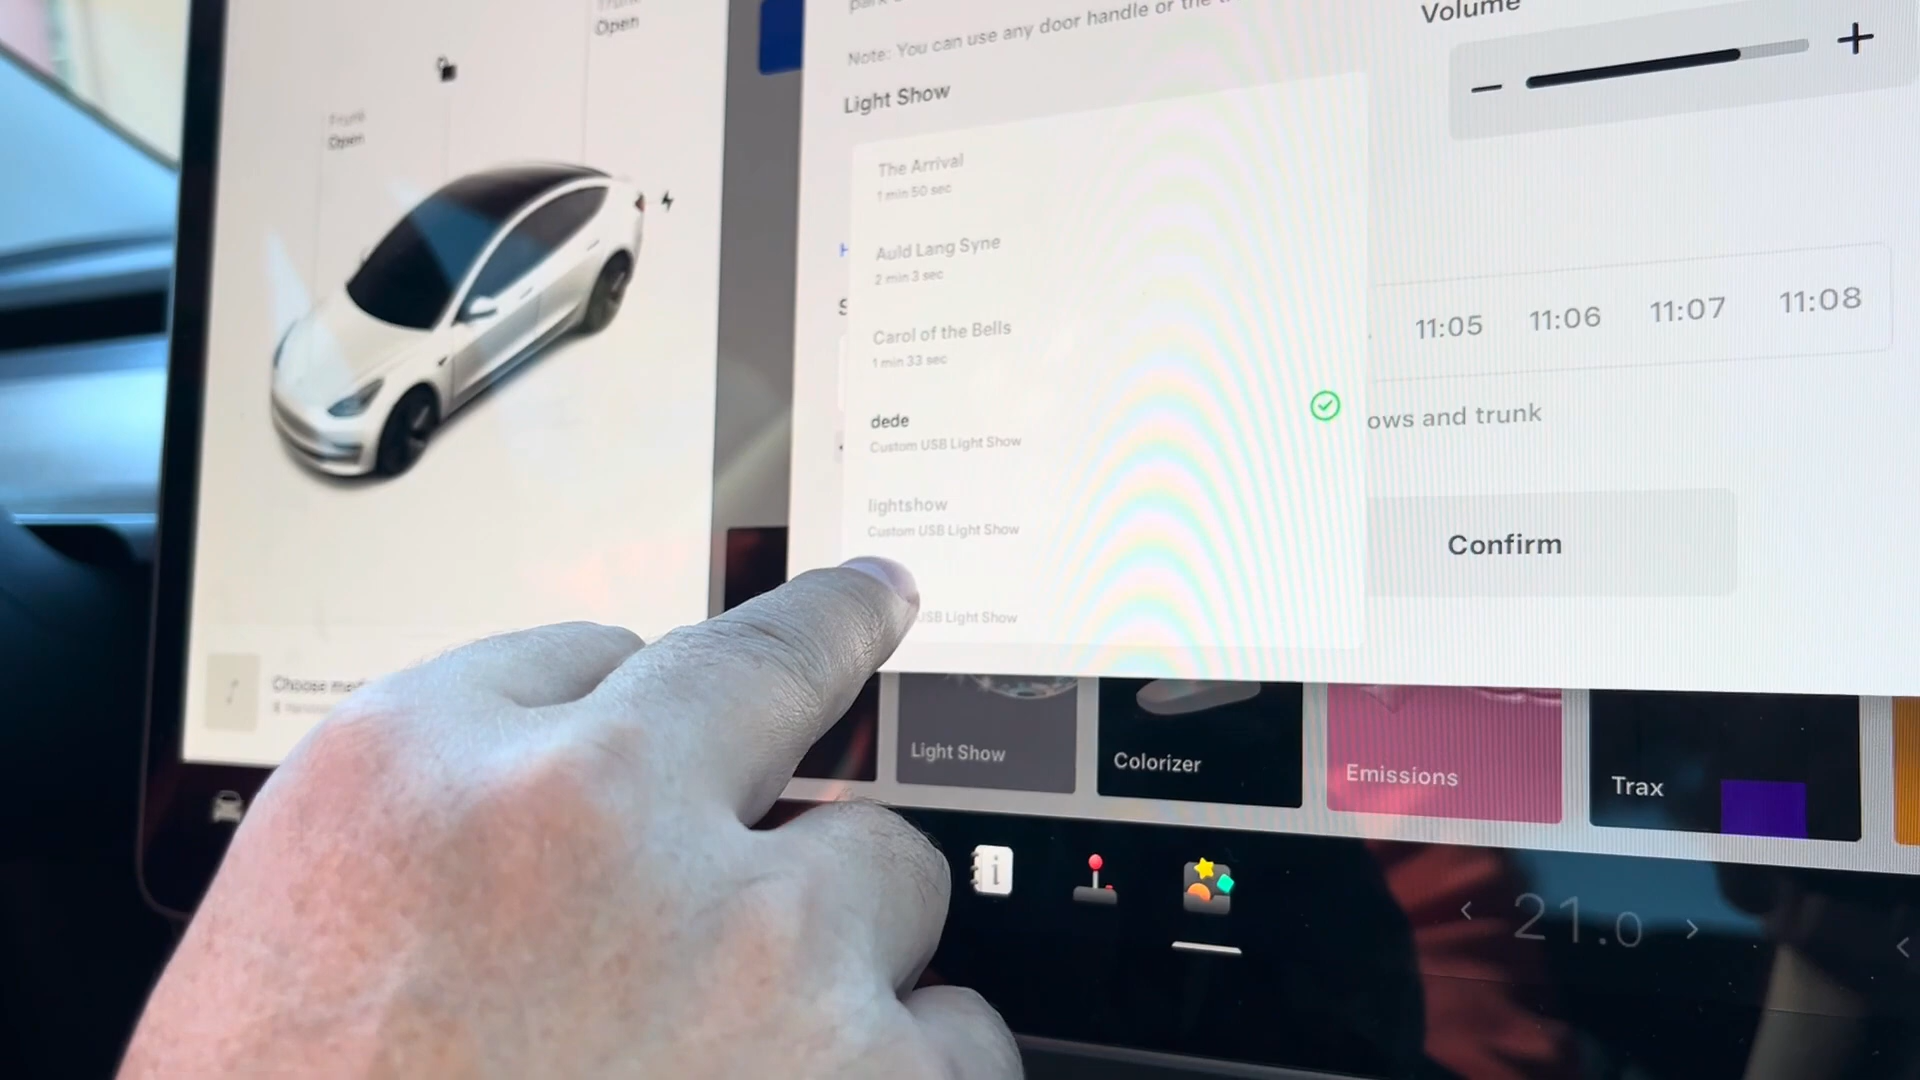 Open
Open
Note: You can use any door handle or the
Light Show
The Arrival
1 min 50 sec
Auld Lang Syne
2 min 3 sec
Carol of the Bells
1 min 33 sec
dede
Custom USB Light Show
lightshow
Custom USB Light Show
USB Light Show
Volume
11:05 11:06 11:07 11:08
ows and trunk
Confirm
Choose
Light Show
Colorizer
Emissions
Trax
21.0